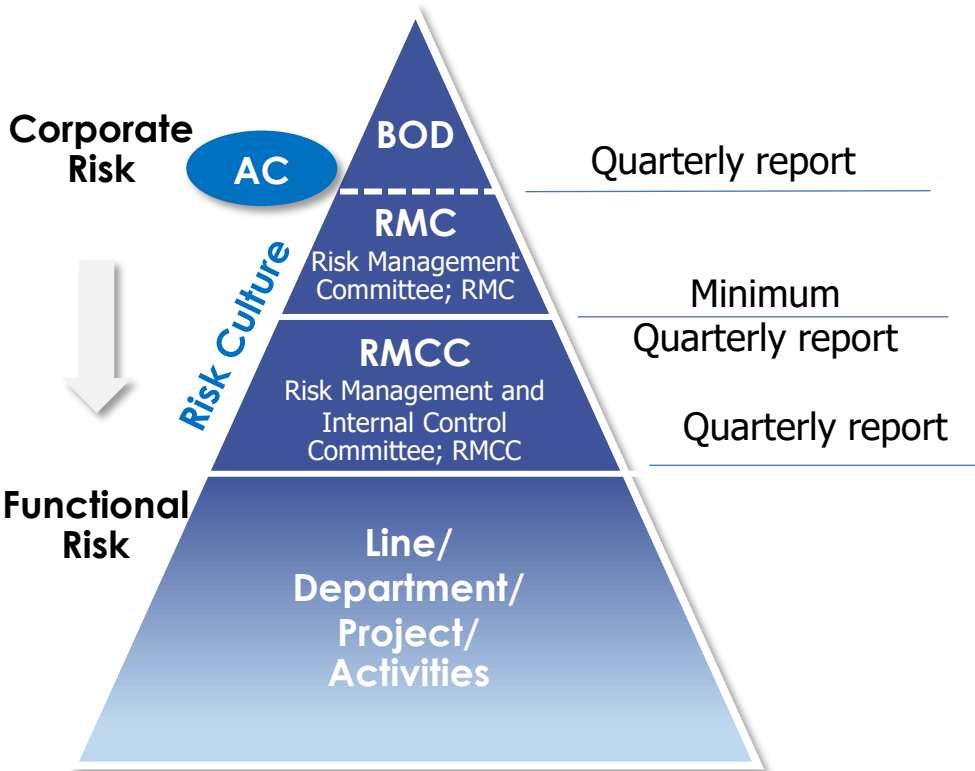 Corporate
Risk
AC
BOD
Quarterly report
RMC
Risk Management
Committee; RMC
Minimum
Quarterly report
Risk Culture
RMCC
Risk Management and
Internal Control
Committee; RMCC
Quarterly report
Functional
Risk
Line/
Department/
Project/
Activities